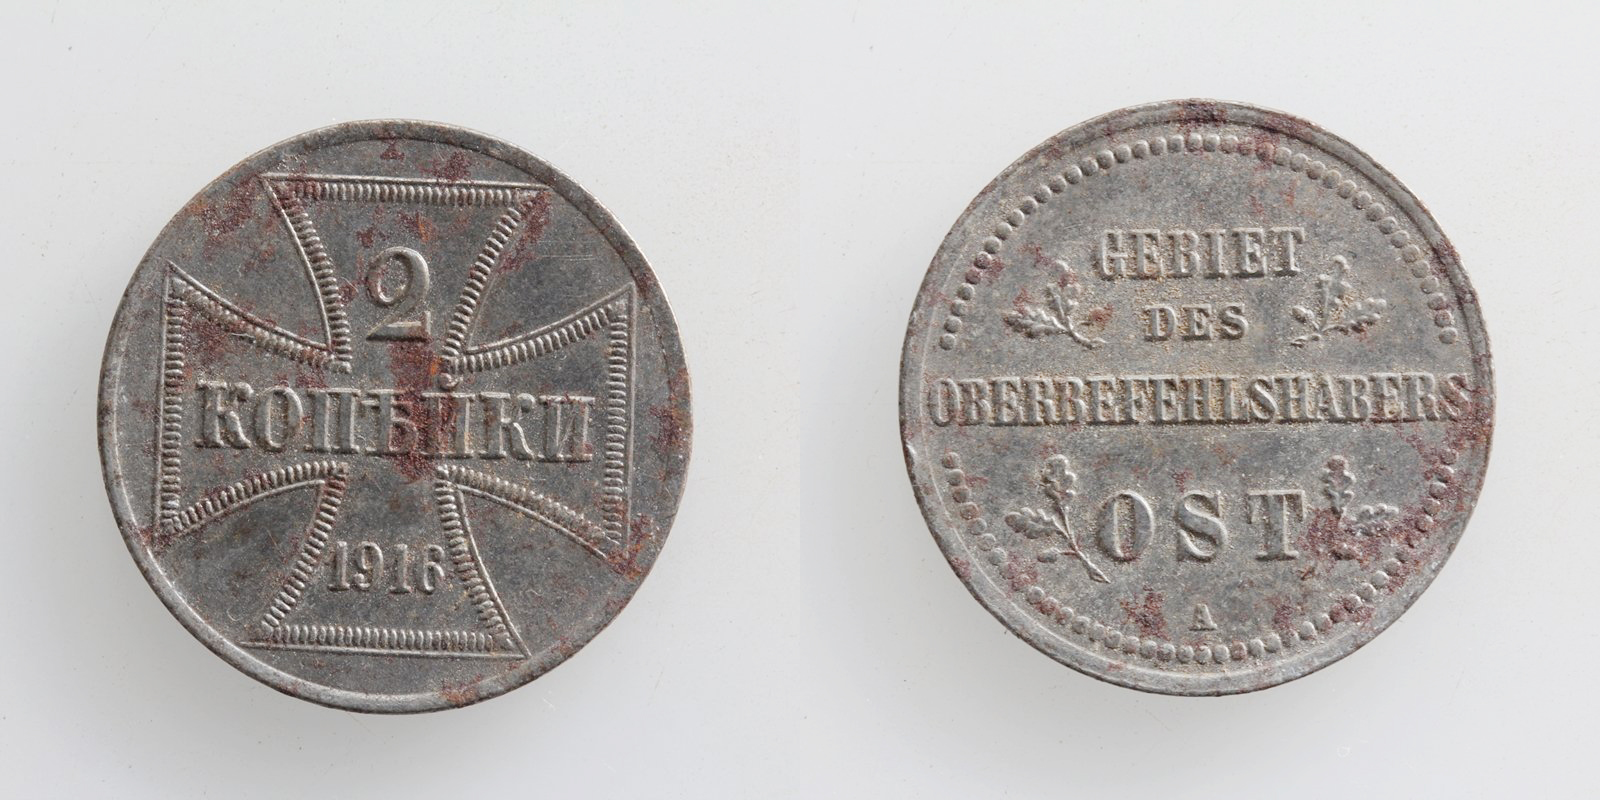 2
КОПѢЙКИ
1916
GEBIET
DES
OBERBEFEHLSHABERS
OST
A